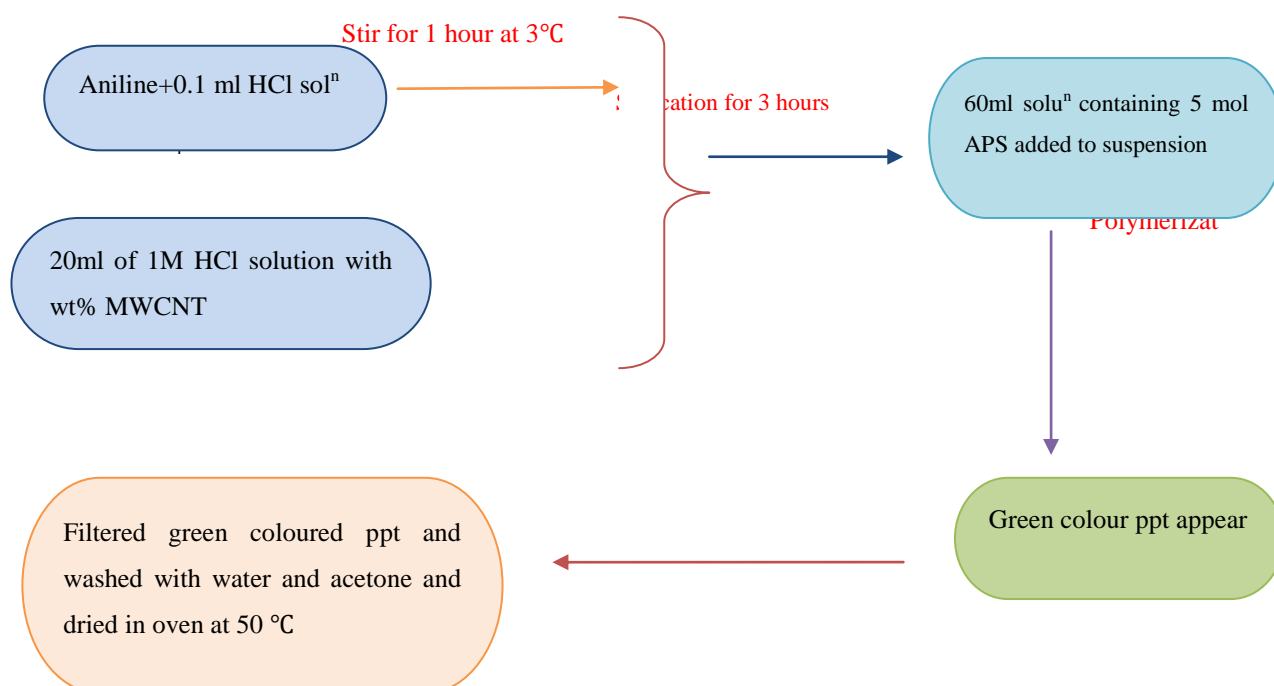 Stir for 1 hour at 3℃
Aniline+0.1 ml HCl solⁿ
cation for 3 hours
60ml soluⁿ containing 5 mol
APS added to suspension
Polymerizat
20ml of 1M HCl solution with
wt% MWCNT
Green colour ppt appear
Filtered green coloured ppt and
washed with water and acetone and
dried in oven at 50 ℃